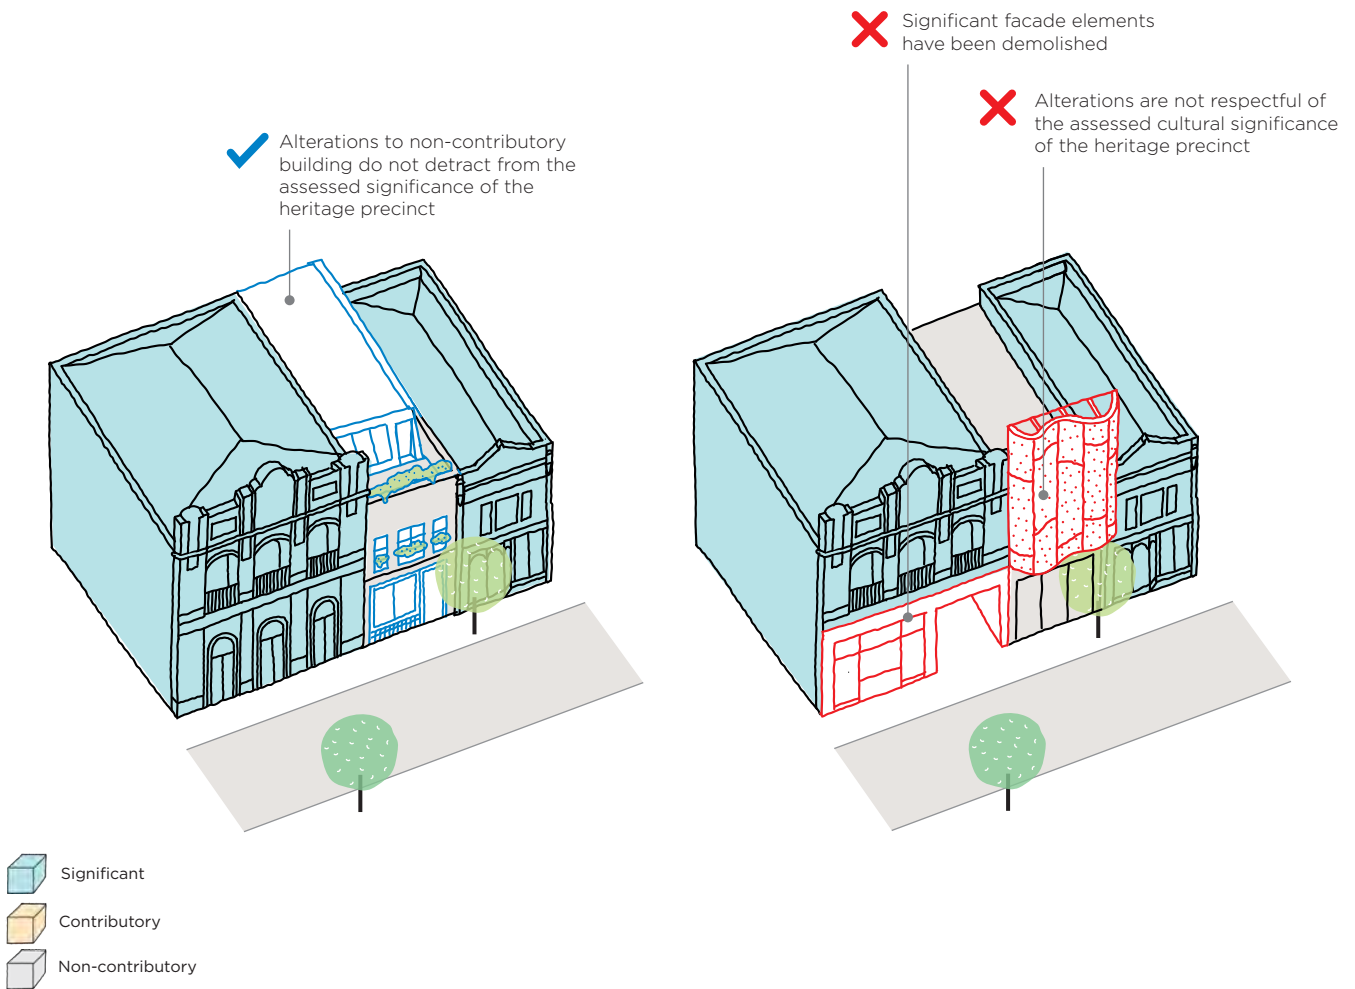 Significant facade elements
have been demolished
Alterations are not respectful of
the assessed cultural significance
of the heritage precinct
Alterations to non-contributory
building do not detract from the
assessed significance of the
heritage precinct
Significant
Contributory
Non-contributory